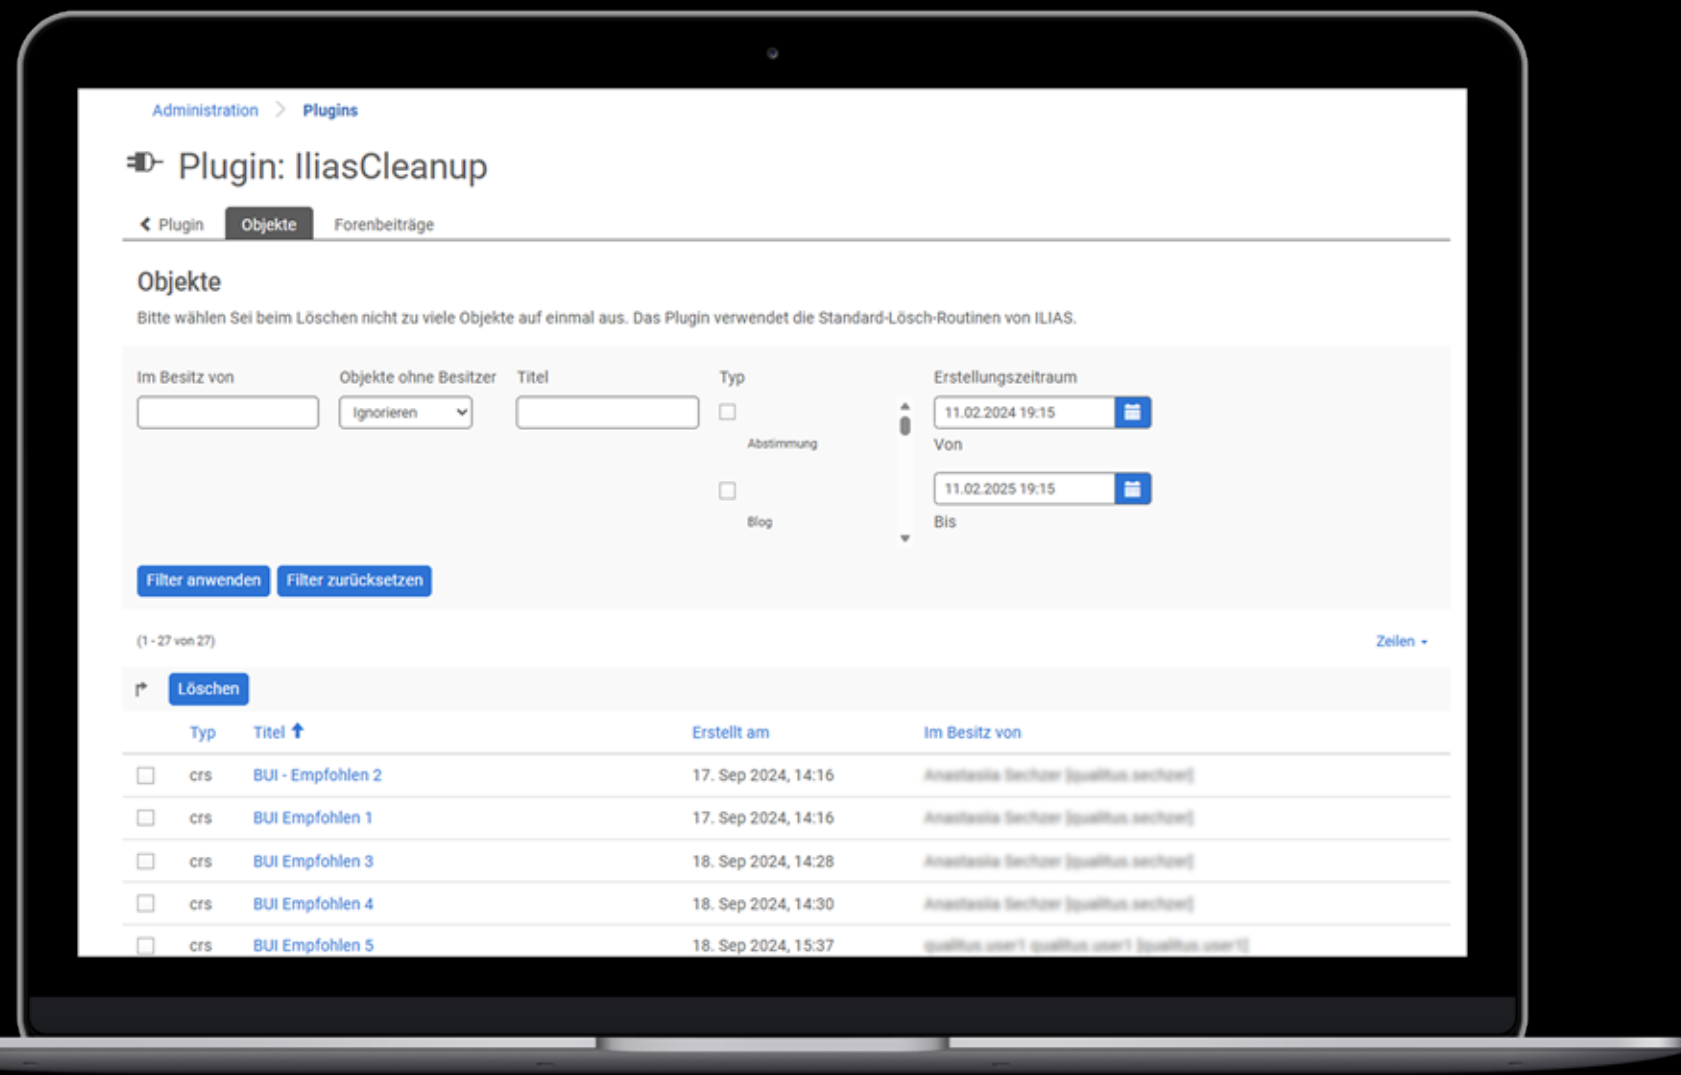 Administration > Plugins
Plugin: IliasCleanup
Plugin Objekte Forenbeiträge
Objekte
Bitte wählen Sei beim Löschen nicht zu viele Objekte auf einmal aus. Das Plugin verwendet die Standard-Lösch-Routinen von ILIAS.
Im Besitz von Objekte ohne Besitzer Titel Typ Erstellungszeitraum
Ignorieren 11.02.2024 19:15
Abstimmung Von
11.02.2025 19:15
Blog Bis
Filter anwenden Filter zurücksetzen
(1 - 27 von 27) Zeilen
Löschen
Typ Titel Erstellt am Im Besitz von
crs BUI - Empfohlen 2 17. Sep 2024, 14:16
crs BUI Empfohlen 1 17. Sep 2024, 14:16
crs BUI Empfohlen 3 18. Sep 2024, 14:28
crs BUI Empfohlen 4 18. Sep 2024, 14:30
crs BUI Empfohlen 5 18. Sep 2024, 15:37